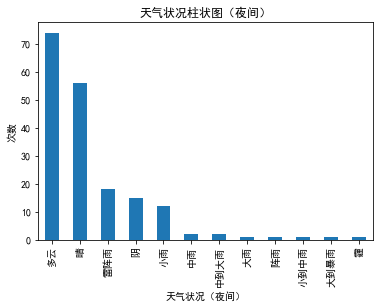 天气状况柱状图（夜间）
次数
70
60
50
40
30
20
10
0
多云
晴
雷阵雨
阴
小雨
中雨
中到大雨
大雨
阵雨
小到中雨
大到暴雨
霾
天气状况（夜间）